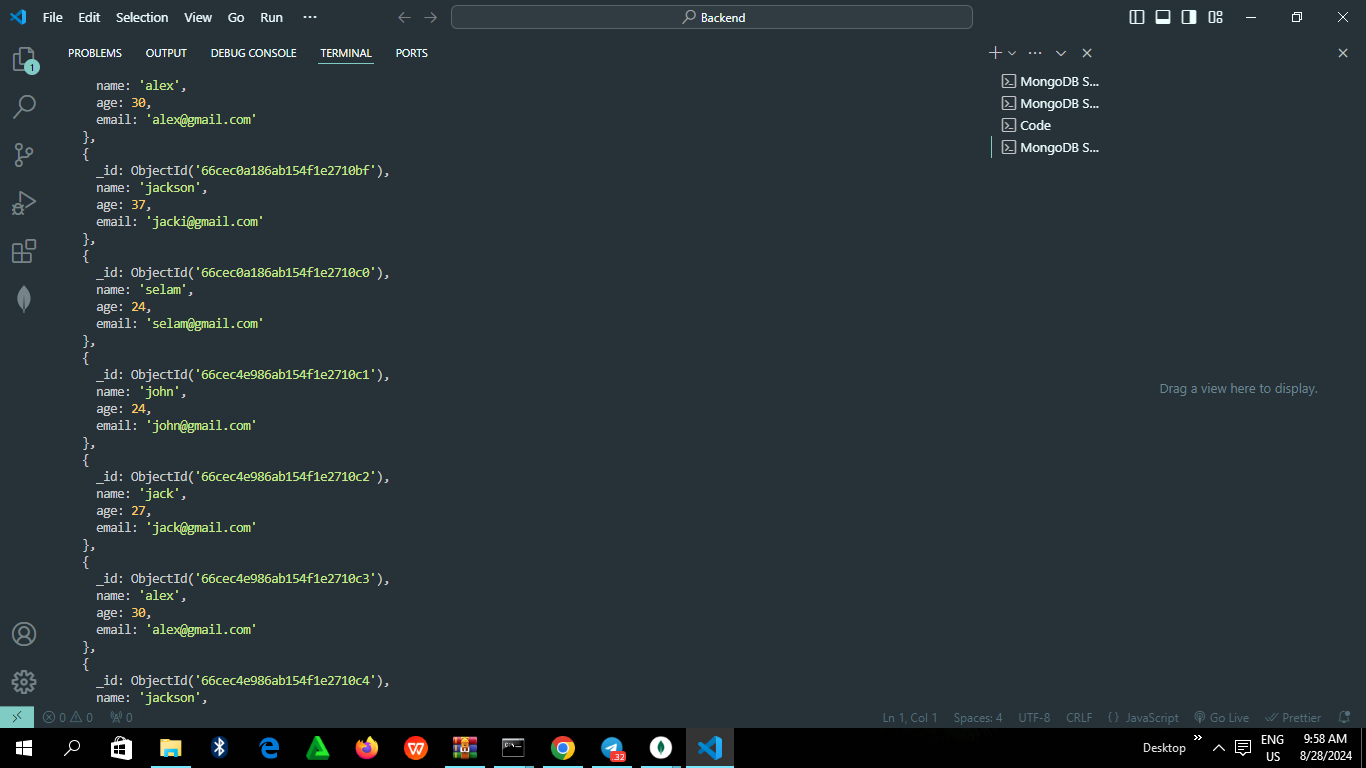 File Edit Selection View Go Run ··· Backend
PROBLEMS OUTPUT DEBUG CONSOLE TERMINAL PORTS
1
name: 'alex',
age: 30,
email: 'alex@gmail.com'
},
{
_id: ObjectId('66cec0a186ab154f1e2710bf'),
name: 'jackson',
age: 37,
email: 'jacki@gmail.com'
},
{
_id: ObjectId('66cec0a186ab154f1e2710c0'),
name: 'selam',
age: 24,
email: 'selam@gmail.com'
},
{
_id: ObjectId('66cec4e986ab154f1e2710c1'),
name: 'john',
age: 24,
email: 'john@gmail.com'
},
{
_id: ObjectId('66cec4e986ab154f1e2710c2'),
name: 'jack',
age: 27,
email: 'jack@gmail.com'
},
{
_id: ObjectId('66cec4e986ab154f1e2710c3'),
name: 'alex',
age: 30,
email: 'alex@gmail.com'
},
{
_id: ObjectId('66cec4e986ab154f1e2710c4'),
name: 'jackson',
MongoDB S...
MongoDB S...
Code
MongoDB S...
Drag a view here to display.
0 0 0 Ln 1, Col 1 Spaces: 4 UTF-8 CRLF {} JavaScript Go Live Prettier
32 Desktop ENG US 9:58 AM 8/28/2024